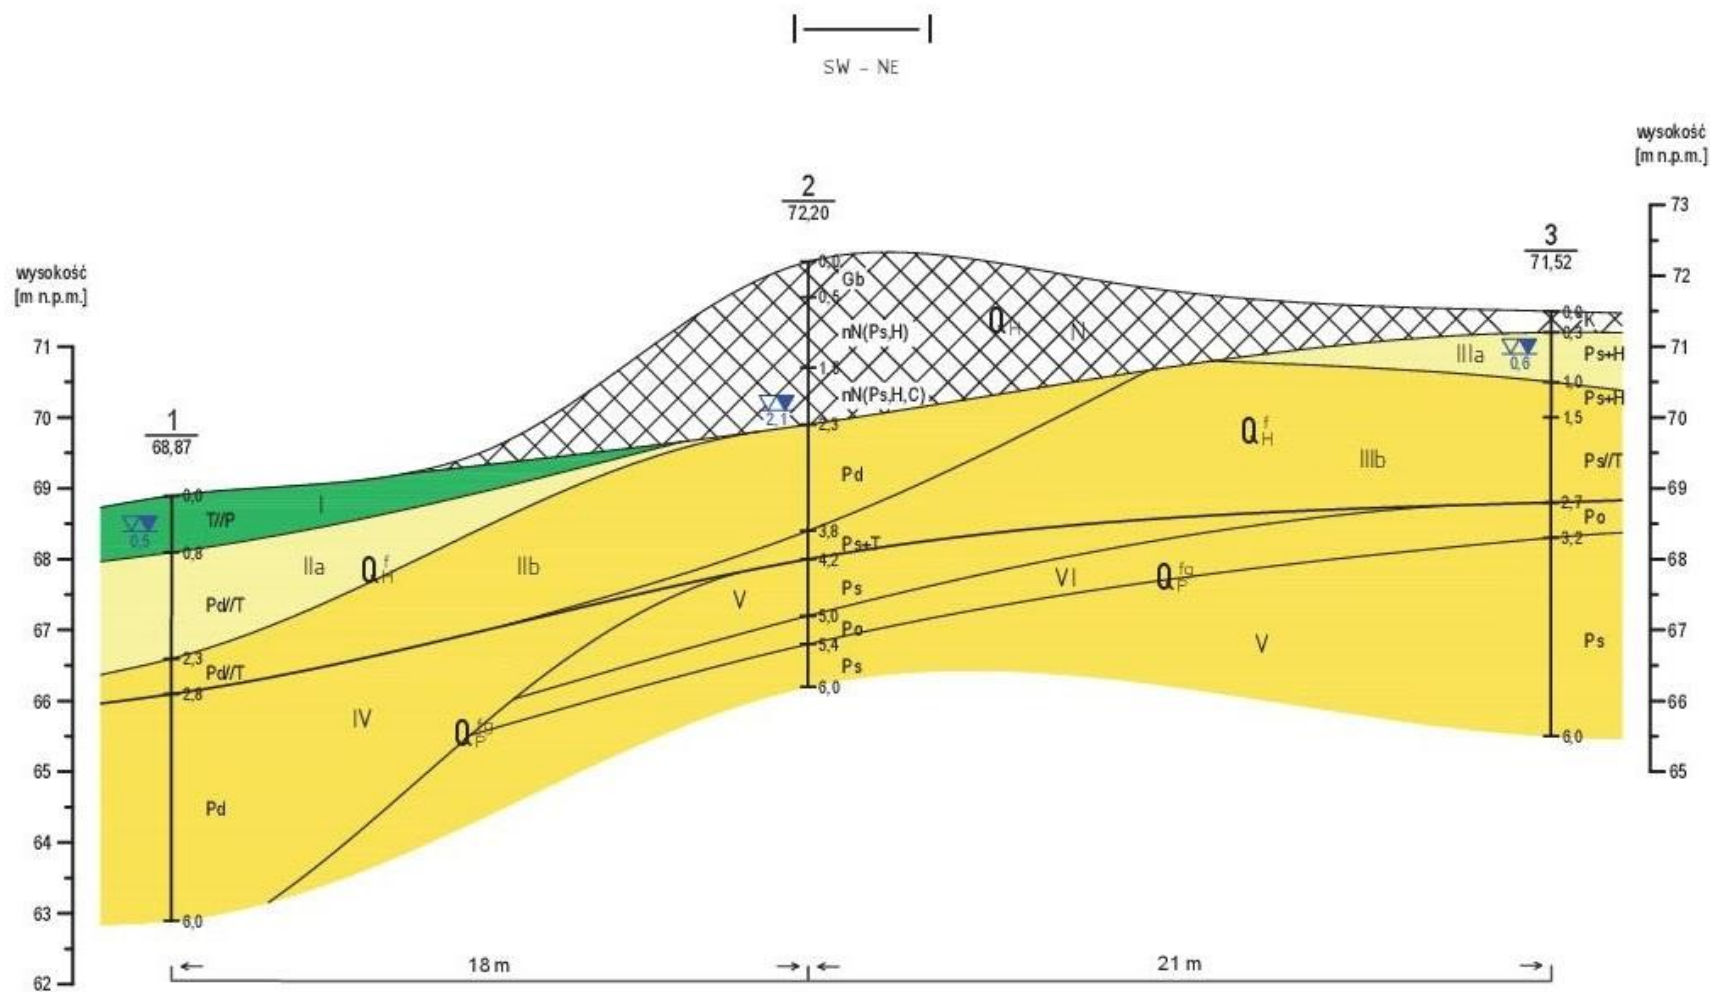 SW - NE
wysokość
[m n.p.m.]
73
72
71
70
69
68
67
66
65
wysokość
[m n.p.m.]
71
70
69
68
67
66
65
64
63
62
1
68,87
0,0
T//P
I
0,5
0,8
IIa
Q f H
Pd//T
2,3
Pd//T
2,8
IV
Q fg P
Pd
6,0
2
72,20
0,0
Gb
0,5
nN(Ps,H)
Q H
N
nN(Ps,H,C)
2,1
2,3
Pd
IIb
3,8
Ps+T
4,2
Ps
V
5,0
Po
5,4
Ps
6,0
3
71,52
0,0
K
0,3
IIIa
0,6
Ps+H
1,0
Ps+H
1,5
Q f H
IIIb
Ps//T
2,7
Po
3,2
VI
Q fg P
V
Ps
6,0
18 m
21 m